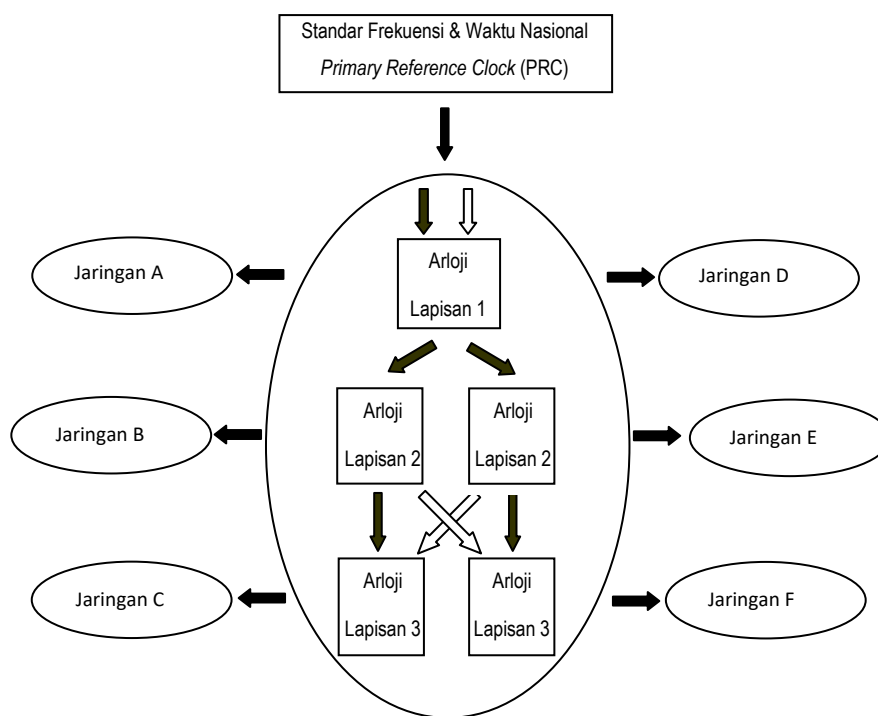 Standar Frekuensi & Waktu Nasional
Primary Reference Clock (PRC)
Arloji
Lapisan 1
Jaringan A
Jaringan D
Arloji
Lapisan 2
Arloji
Lapisan 2
Jaringan B
Jaringan E
Arloji
Lapisan 3
Arloji
Lapisan 3
Jaringan C
Jaringan F